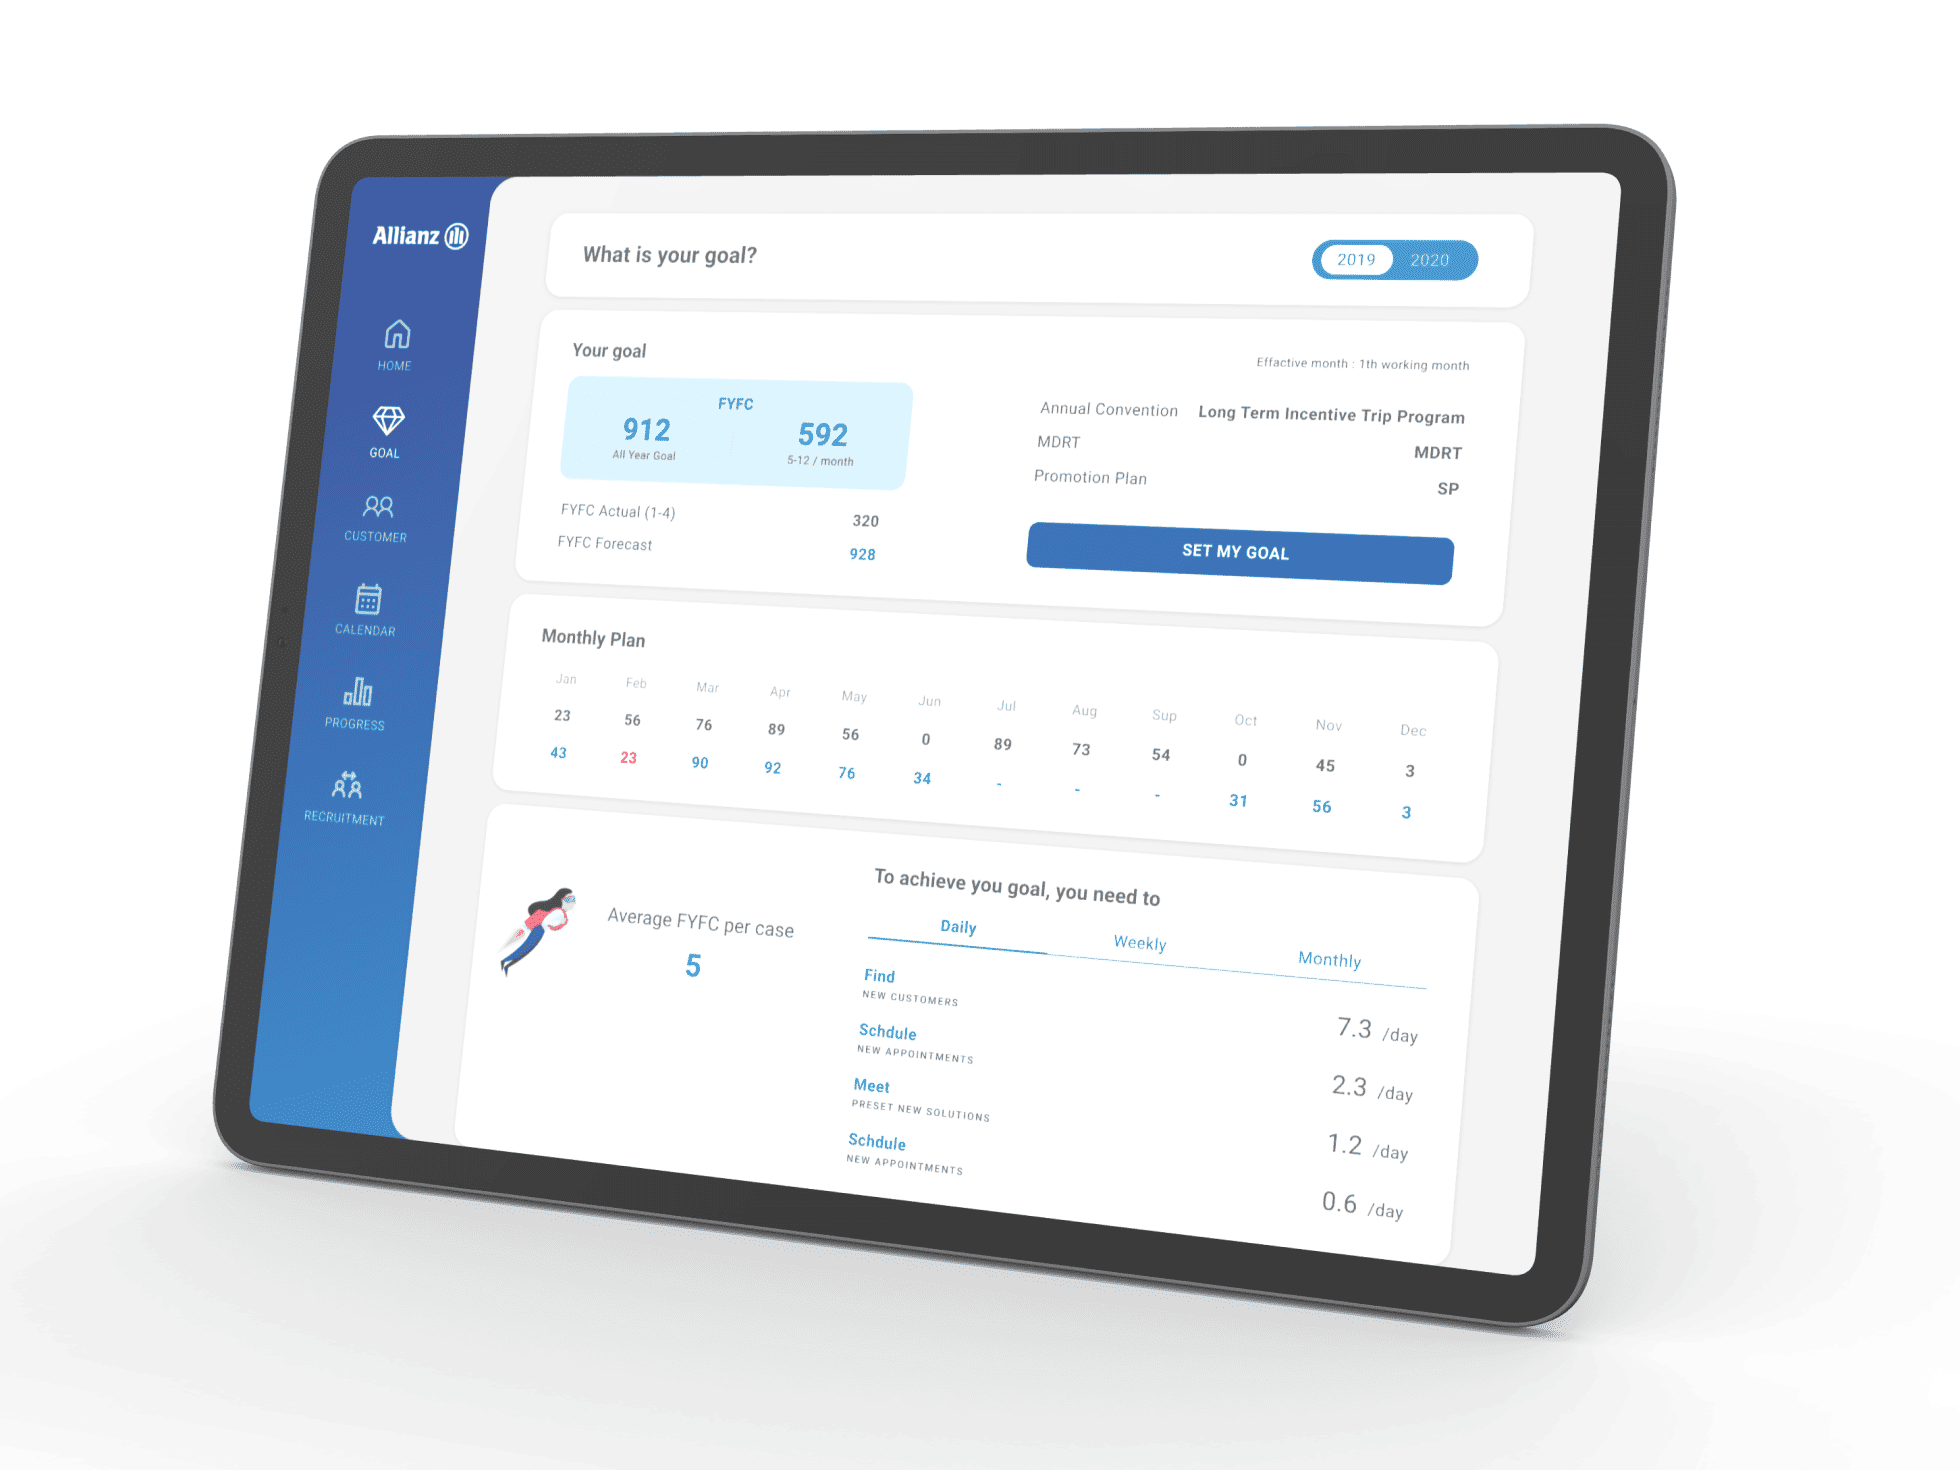 Allianz
HOME
GOAL
CUSTOMER
CALENDAR
PROGRESS
RECRUITMENT
What is your goal?
2019 2020
Your goal
Effactive month : 1th working month
FYFC
912 592
All Year Goal 5-12 / month
FYFC Actual (1-4) 320
FYFC Forecast 928
Annual Convention Long Term Incentive Trip Program
MDRT MDRT
Promotion Plan SP
SET MY GOAL
Monthly Plan
Jan Feb Mar Apr May Jun Jul Aug Sup Oct Nov Dec
23 56 76 89 56 0 89 73 54 0 45 3
43 23 90 92 76 34 - - - 31 56 3
Average FYFC per case
5
To achieve you goal, you need to
Daily Weekly Monthly
Find
NEW CUSTOMERS
7.3 /day
Schdule
NEW APPOINTMENTS
2.3 /day
Meet
PRESET NEW SOLUTIONS
1.2 /day
Schdule
NEW APPOINTMENTS
0.6 /day